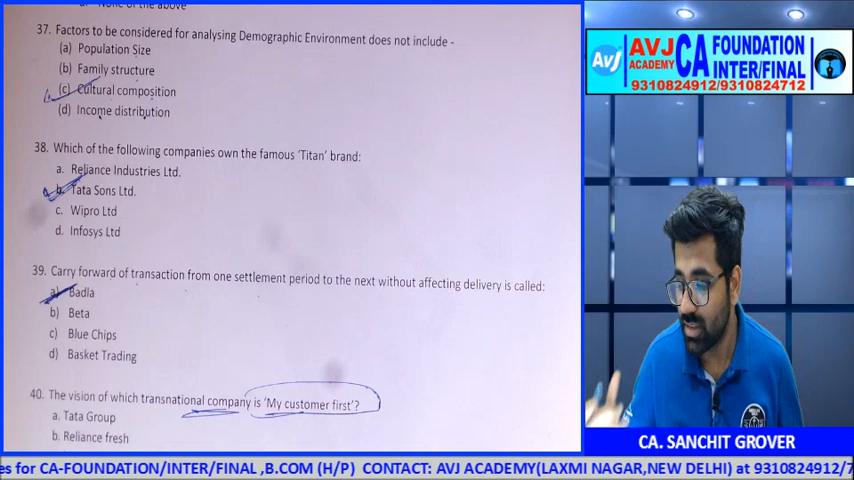 d. None of the above
37. Factors to be considered for analysing Demographic Environment does not include -
(a) Population Size
(b) Family structure
(c) Cultural composition
(d) Income distribution
38. Which of the following companies own the famous 'Titan' brand:
a. Reliance Industries Ltd.
b. Tata Sons Ltd.
c. Wipro Ltd
d. Infosys Ltd
39. Carry forward of transaction from one settlement period to the next without affecting delivery is called:
a) Badla
b) Beta
c) Blue Chips
d) Basket Trading
40. The vision of which transnational company is 'My customer first'?
a. Tata Group
b. Reliance fresh
AVJ
AVJ ACADEMY
CA FOUNDATION
INTER/FINAL
9310824912/9310824712
CA. SANCHIT GROVER
es for CA-FOUNDATION/INTER/FINAL ,B.COM (H/P) CONTACT: AVJ ACADEMY(LAXMI NAGAR,NEW DELHI) at 9310824912/7